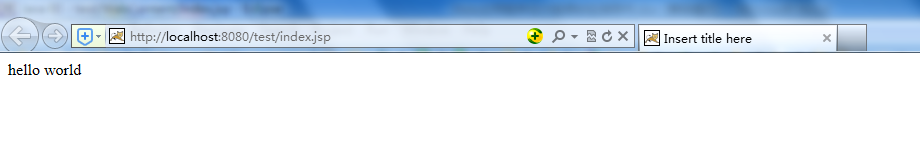 http://localhost:8080/test/index.jsp
Insert title here
hello world